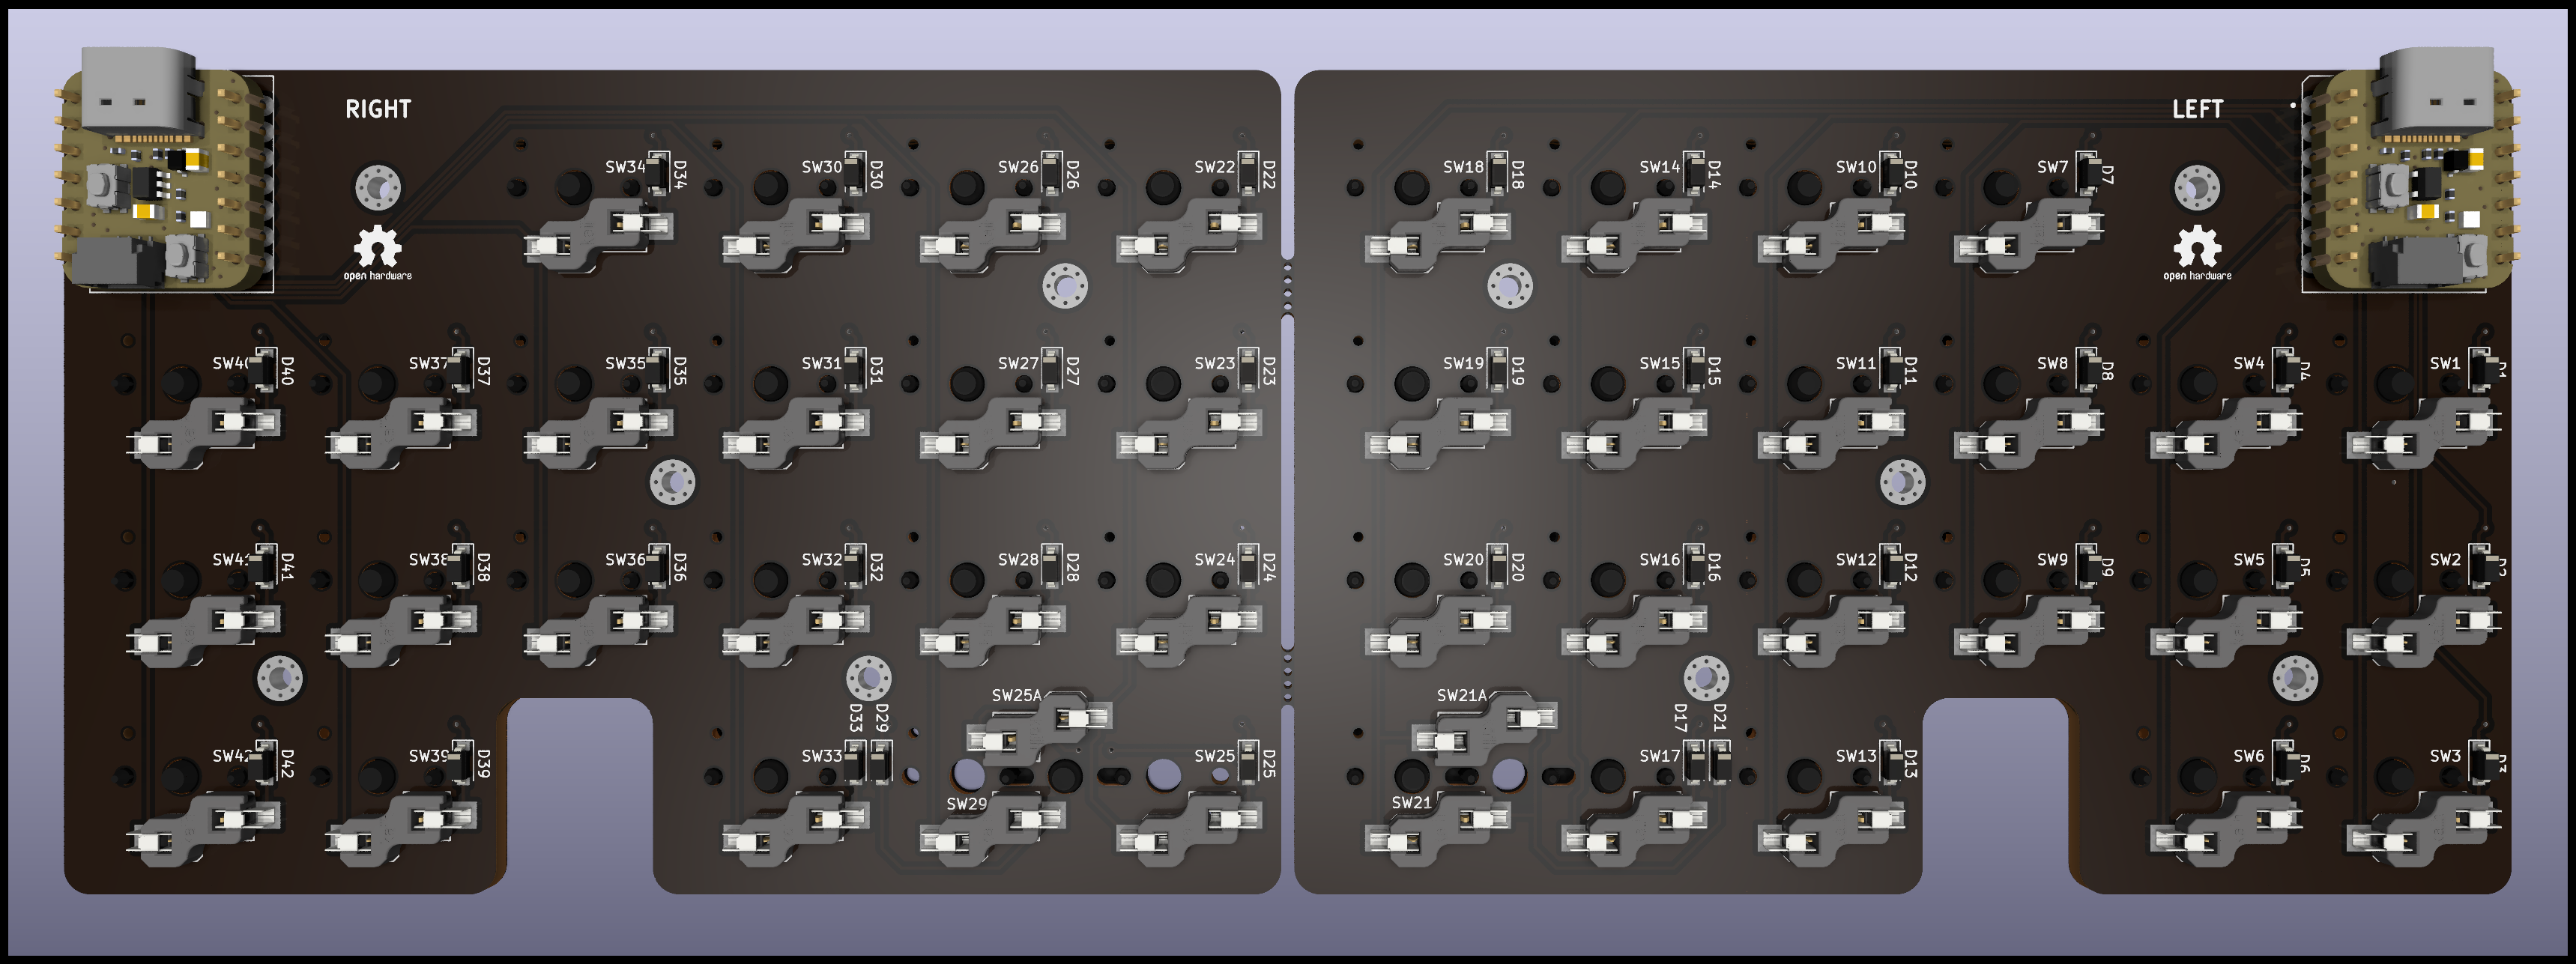 RIGHT
LEFT
SW34 D34 SW30 D30 SW26 D26 SW22 D22 SW18 D18 SW14 D14 SW10 D10 SW7 D7
open hardware
open hardware
SW40 D40 SW37 D37 SW35 D35 SW31 D31 SW27 D27 SW23 D23 SW19 D19 SW15 D15 SW11 D11 SW8 D8 SW4 D4 SW1
SW41 D41 SW38 D38 SW36 D36 SW32 D32 SW28 D28 SW24 D24 SW20 D20 SW16 D16 SW12 D12 SW9 D9 SW5 D5 SW2
SW25A SW21A
D33 D29 D17 D21
SW42 D42 SW39 D39 SW33 SW25 D25 SW17 SW13 D13 SW6 D6 SW3
SW29 SW21